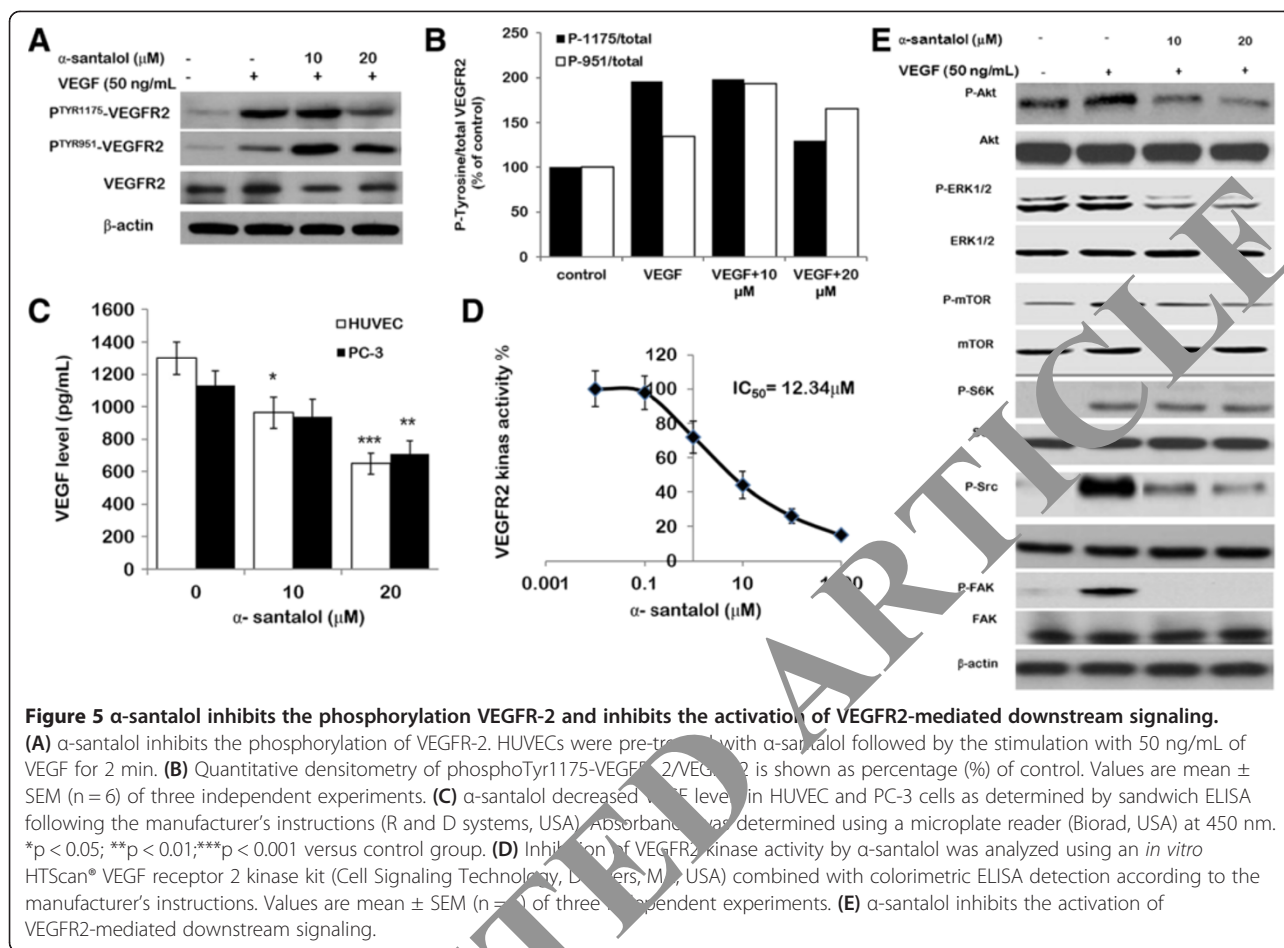 A
α-santalol (μM) - - 10 20
VEGF (50 ng/mL - + + +
PTYR1175-VEGFR2
PTYR951-VEGFR2
VEGFR2
β-actin
B
P-Tyrosine/total VEGFR2
(% of control)
250
200
150
100
50
0
P-1175/total
P-951/total
control VEGF VEGF+10 μM VEGF+20 μM
C
VEGF level (pg/mL)
1600
1400
1200
1000
800
600
400
200
0
HUVEC
PC-3
*
***
**
0 10 20
α- santalol (μM)
D
VEGFR2 kinas activity %
120
100
80
60
40
20
0
IC50= 12.34μM
0.001 0.1 10
α- santalol (μM)
E
α-santalol (μM) - - 10 20
VEGF (50 ng/mL) - + + +
P-Akt
Akt
P-ERK1/2
ERK1/2
P-mTOR
mTOR
P-S6K
P-Src
P-FAK
FAK
β-actin
Figure 5 α-santalol inhibits the phosphorylation VEGFR-2 and inhibits the activation of VEGFR2-mediated downstream signaling.
(A) α-santalol inhibits the phosphorylation of VEGFR-2. HUVECs were with α-santalol followed by the stimulation with 50 ng/mL of
VEGF for 2 min. (B) Quantitative densitometry of is shown as percentage (%) of control. Values are mean ±
SEM (n = 6) of three independent experiments. (C) α-santalol decreased in HUVEC and PC-3 cells as determined by sandwich ELISA
following the manufacturer's instructions (R and D systems, USA). determined using a microplate reader (Biorad, USA) at 450 nm.
*p < 0.05; **p < 0.01;***p < 0.001 versus control group. (D) of VEGFR2 kinase activity by α-santalol was analyzed using an in vitro
HTScan® VEGF receptor 2 kinase kit (Cell Signaling Technology, USA) combined with colorimetric ELISA detection according to the
manufacturer's instructions. Values are mean ± SEM (n = of three experiments. (E) α-santalol inhibits the activation of
VEGFR2-mediated downstream signaling.
ARTICLE